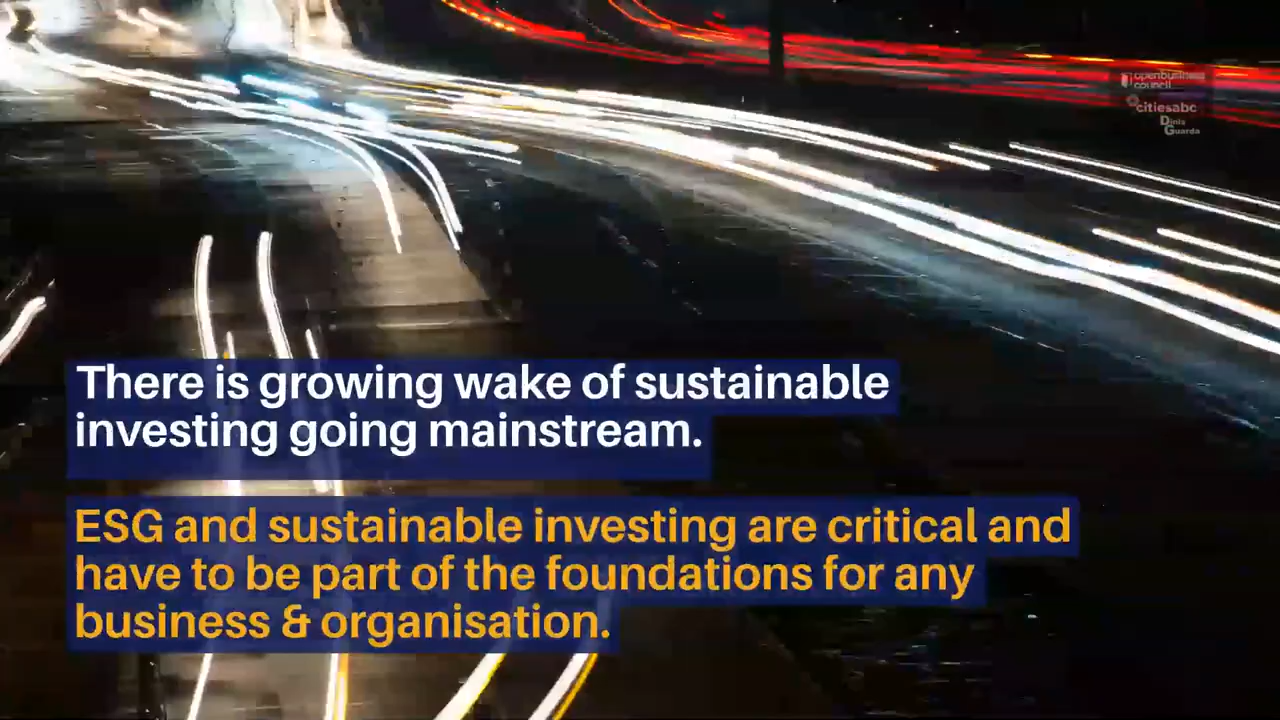 openbusiness
council
citiesabc
Dinis
Guarda
There is growing wake of sustainable
investing going mainstream.
ESG and sustainable investing are critical and
have to be part of the foundations for any
business & organisation.